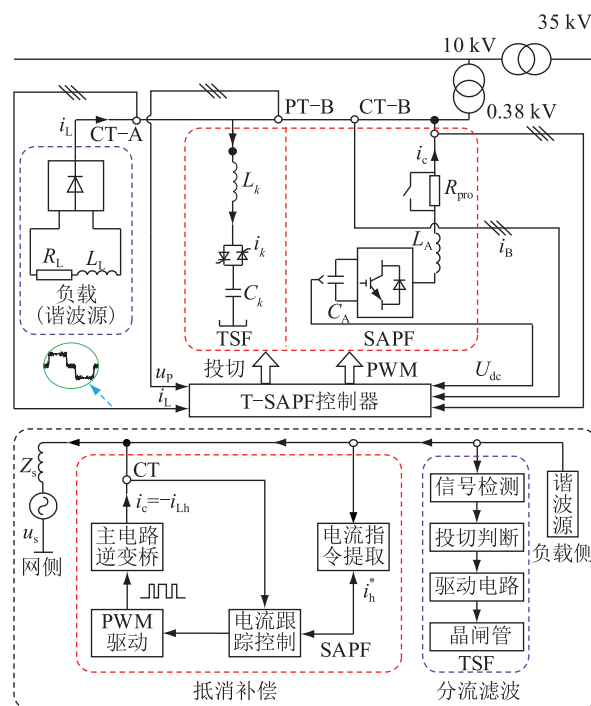 35 kV
10 kV
0.38 kV
PT-B CT-B
i_L
CT-A
i_c
L_k
R_pro
i_k
L_A
i_B
R_L L_L
C_k
C_A
负载
(谐波源)
TSF
SAPF
投切
PWM
U_dc
u_P
i_L
T-SAPF控制器
Z_s
CT
信号检测
谐波源
i_c=-i_Lh
u_s
主电路
逆变桥
电流指
令提取
投切判断
负载侧
网侧
驱动电路
i_h^*
PWM
驱动
电流跟
踪控制
晶闸管
SAPF
TSF
抵消补偿
分流滤波